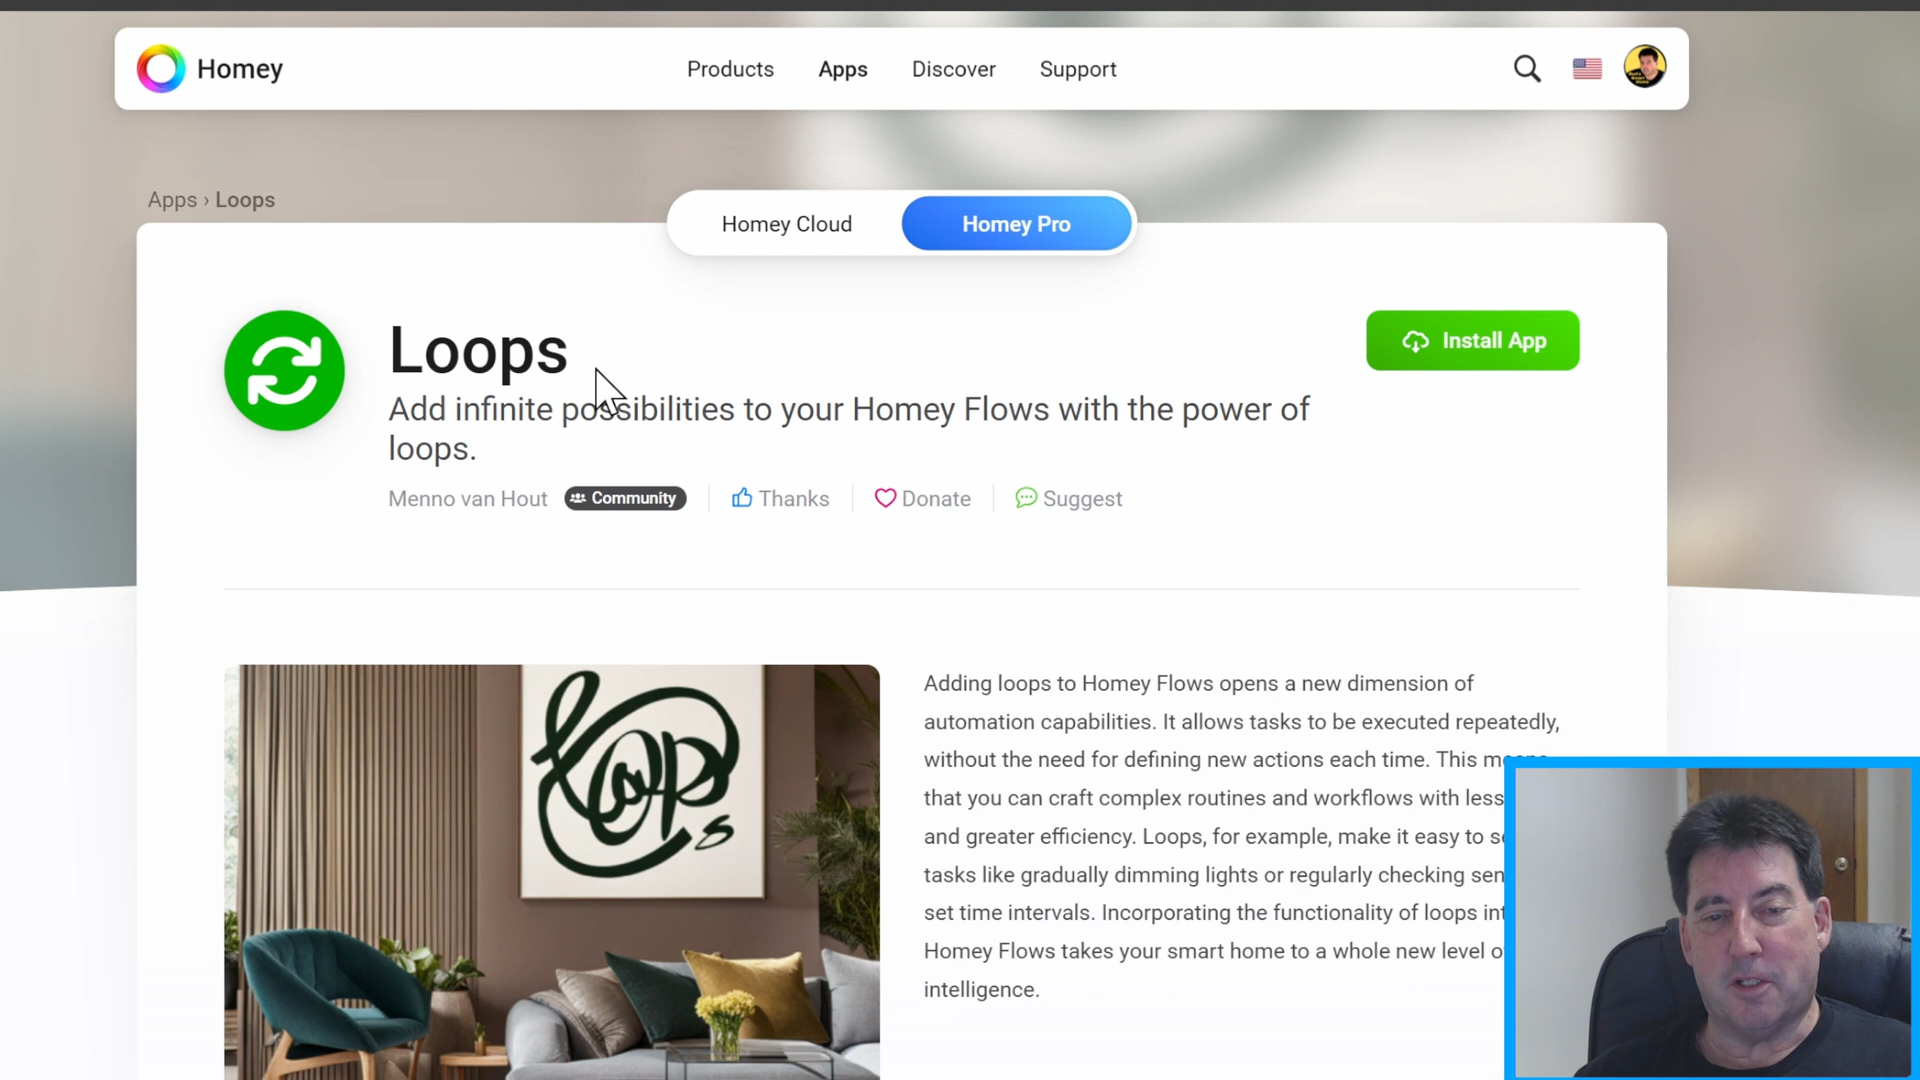 Homey
Products
Apps
Discover
Support
Apps › Loops
Homey Cloud
Homey Pro
Loops
Install App
Add infinite possibilities to your Homey Flows with the power of
loops.
Menno van Hout
Community
Thanks
Donate
Suggest
Loops
Adding loops to Homey Flows opens a new dimension of
automation capabilities. It allows tasks to be executed repeatedly,
without the need for defining new actions each time. This means
that you can craft complex routines and workflows with less
and greater efficiency. Loops, for example, make it easy to
tasks like gradually dimming lights or regularly checking
set time intervals. Incorporating the functionality of loops
Homey Flows takes your smart home to a whole new level
intelligence.